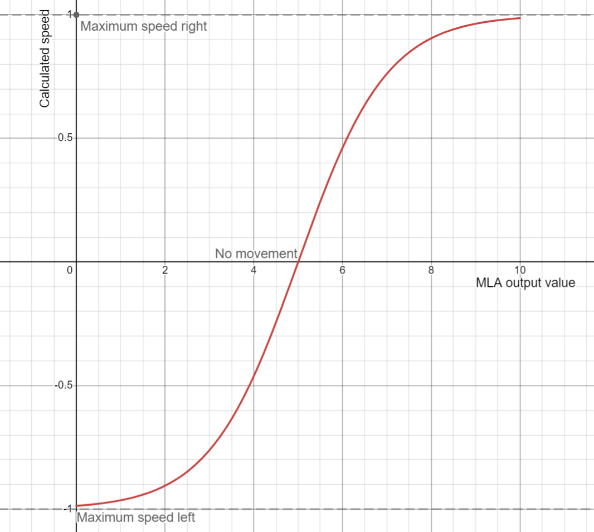 Calculated speed
1
Maximum speed right
0.5
No movement
0
2
4
6
8
10
MLA output value
-0.5
-1
Maximum speed left